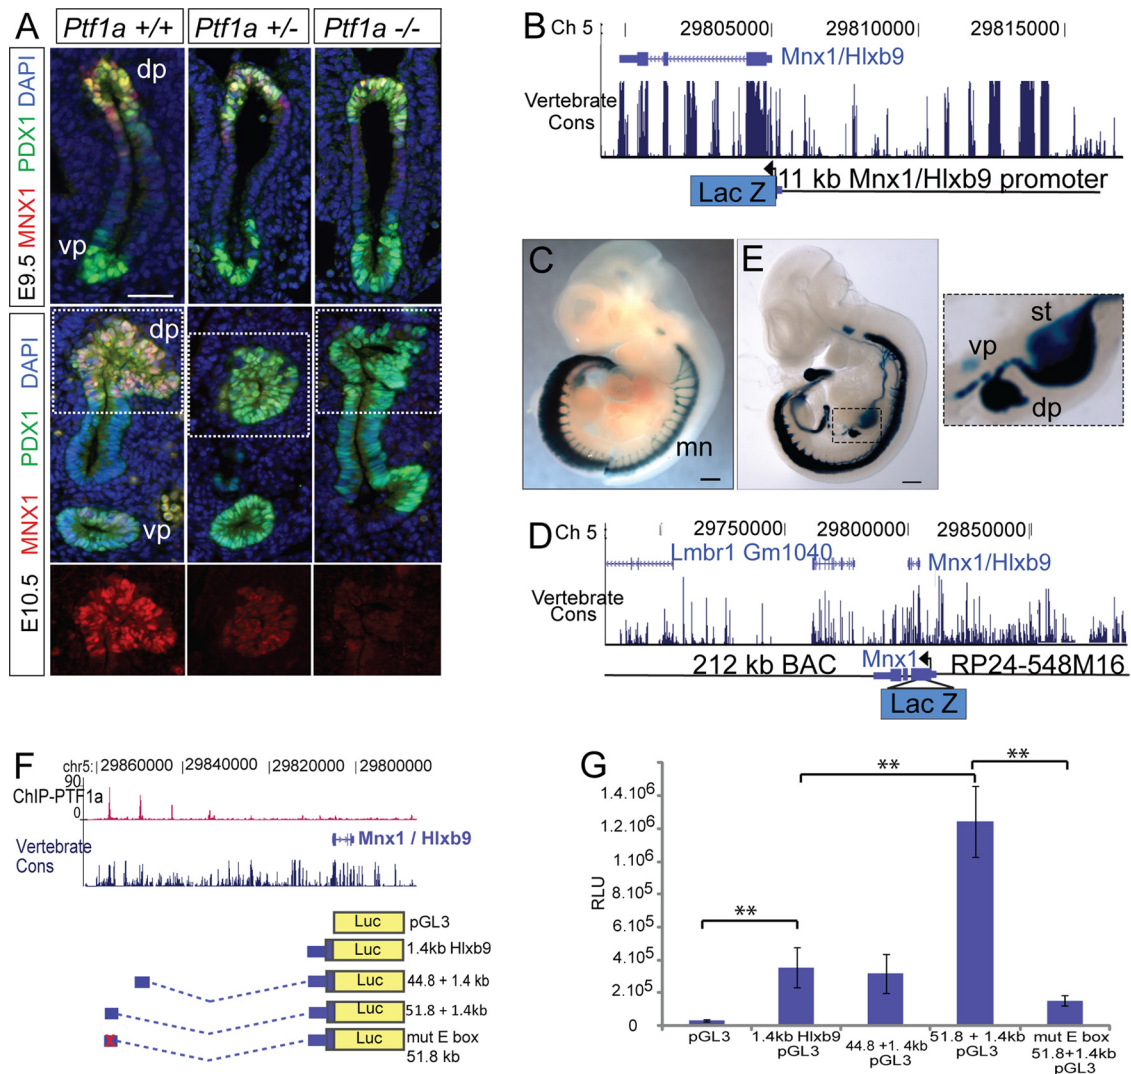 A
Ptf1a +/+
Ptf1a +/-
Ptf1a -/-
E9.5 MNX1 PDX1 DAPI
dp
vp
E10.5 MNX1 PDX1 DAPI
dp
vp
B
Ch 5 :
29805000|
29810000|
29815000|
Mnx1/Hlxb9
Vertebrate
Cons
Lac Z
11 kb Mnx1/Hlxb9 promoter
C
mn
E
st
vp
dp
D
Ch 5 :
29750000|
29800000|
29850000|
Lmbr1 Gm1040
Mnx1/Hlxb9
Vertebrate
Cons
212 kb BAC
Mnx1
RP24-548M16
Lac Z
F
chr5: |29860000 |29840000 |29820000 |29800000
90
ChIP-PTF1a
0
Mnx1 / Hlxb9
Vertebrate
Cons
Luc pGL3
Luc 1.4kb Hlxb9
Luc 44.8 + 1.4 kb
Luc 51.8 + 1.4kb
Luc mut E box
51.8 kb
G
**
**
**
RLU
1.4.10⁶
1.2.10⁶
1.10⁶
8.10⁵
6.10⁵
4.10⁵
2.10⁵
0
pGL3
1.4kb Hlxb9
pGL3
44.8 +1.4kb
pGL3
51.8 + 1.4kb
pGL3
mut E box
51.8+1.4kb
pGL3